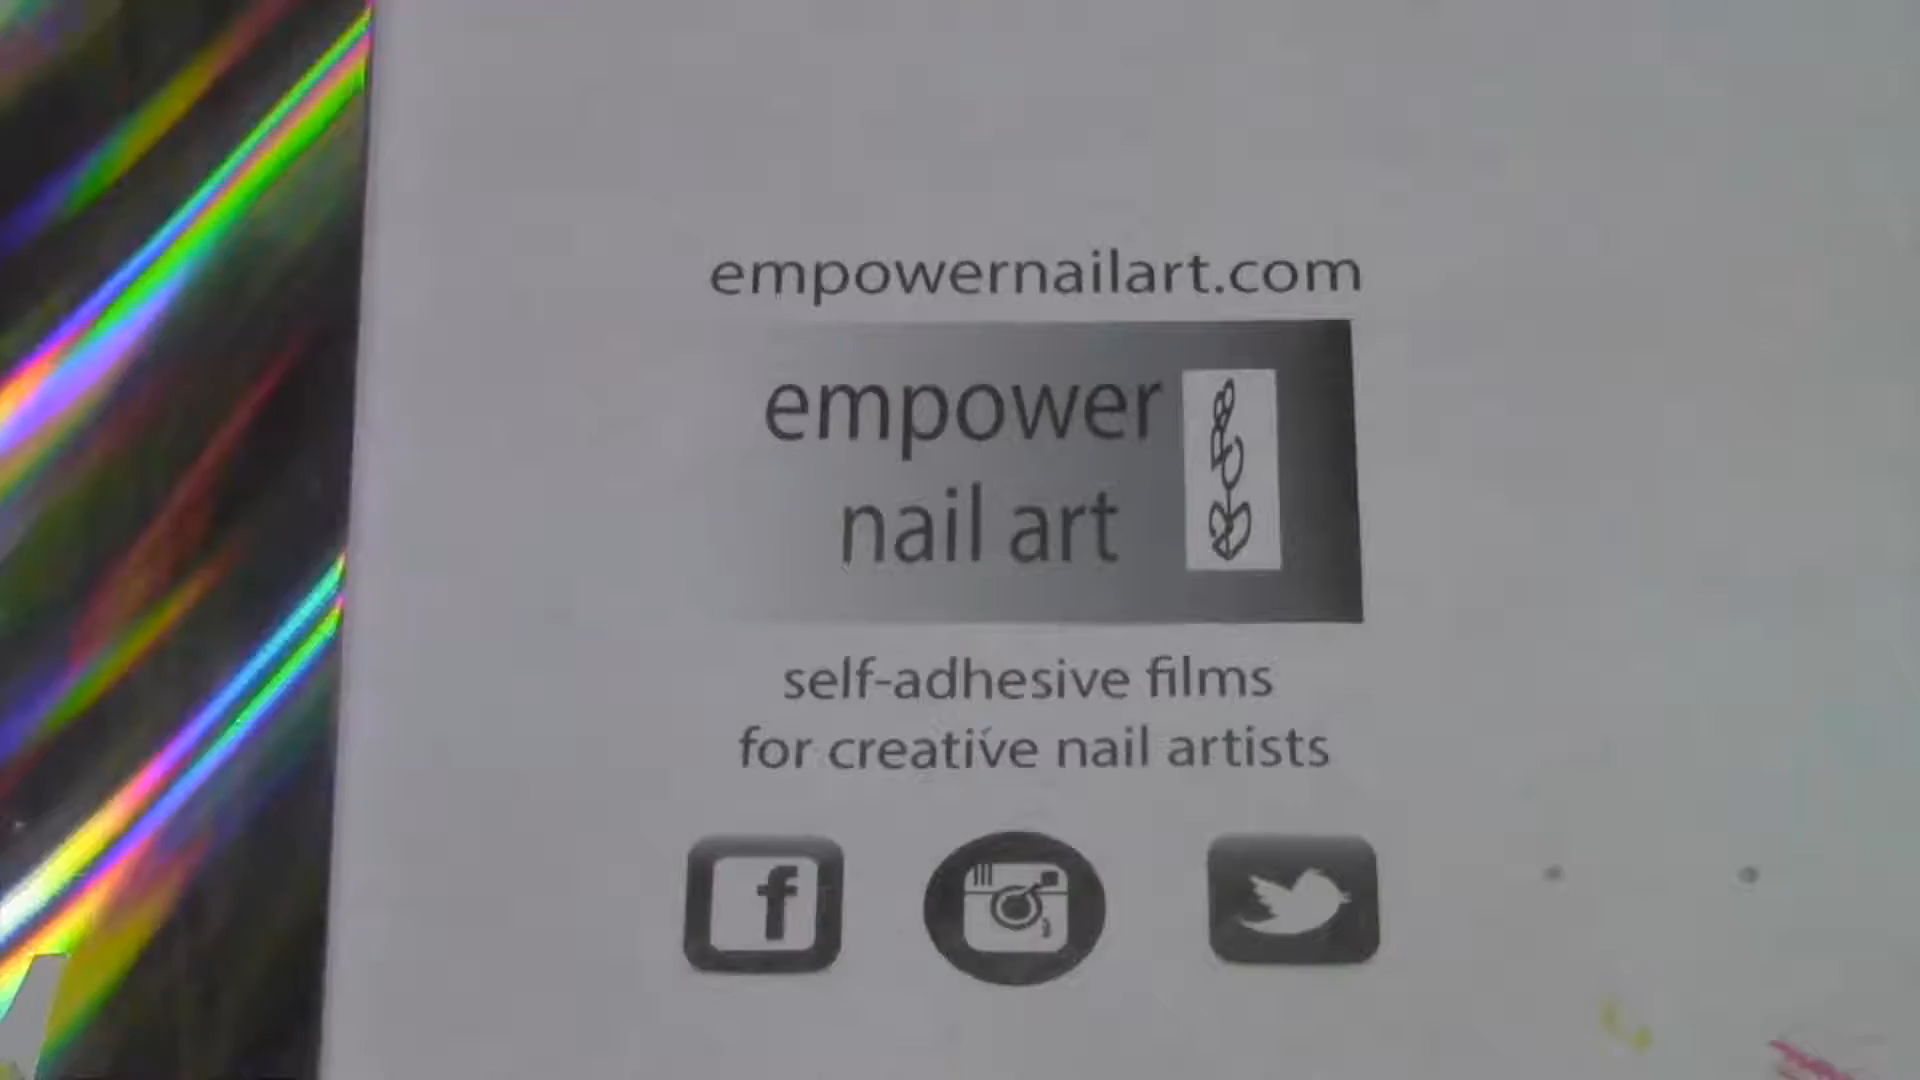 empowernailart.com
empower
nail art
self-adhesive films
for creative nail artists